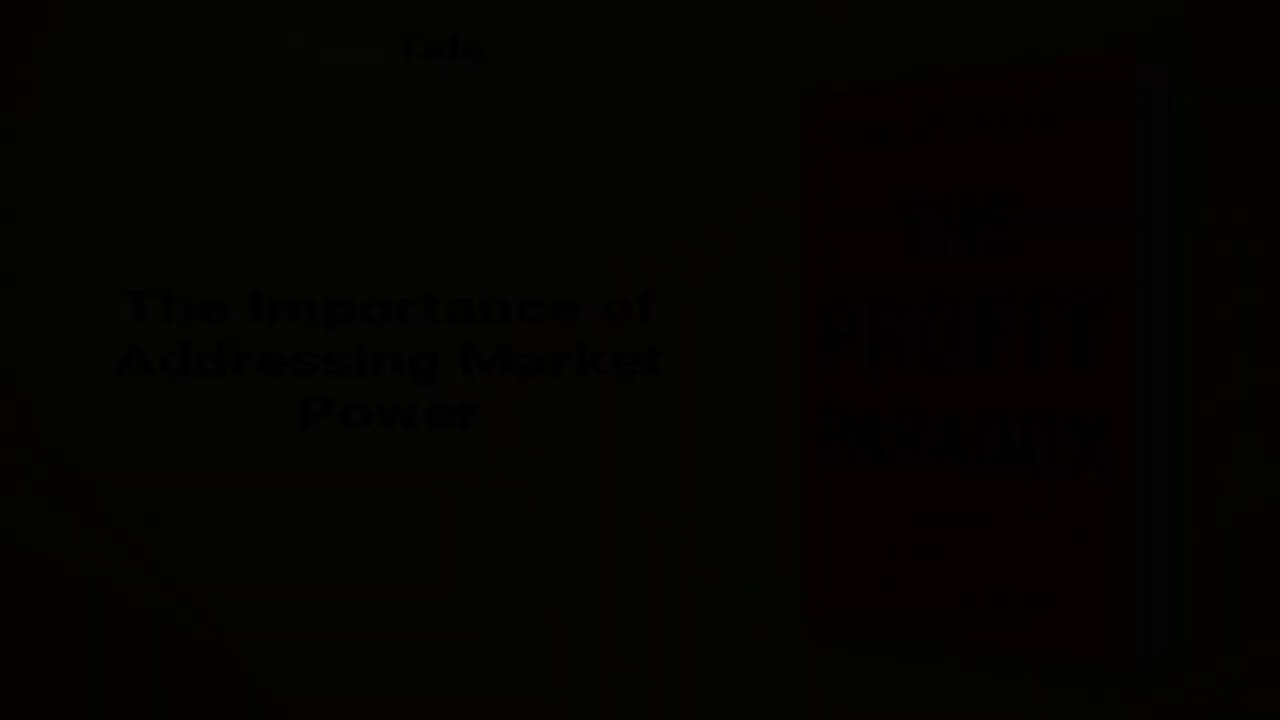 The Importance of
Addressing Market
Power
THE
PROFIT
PARADOX